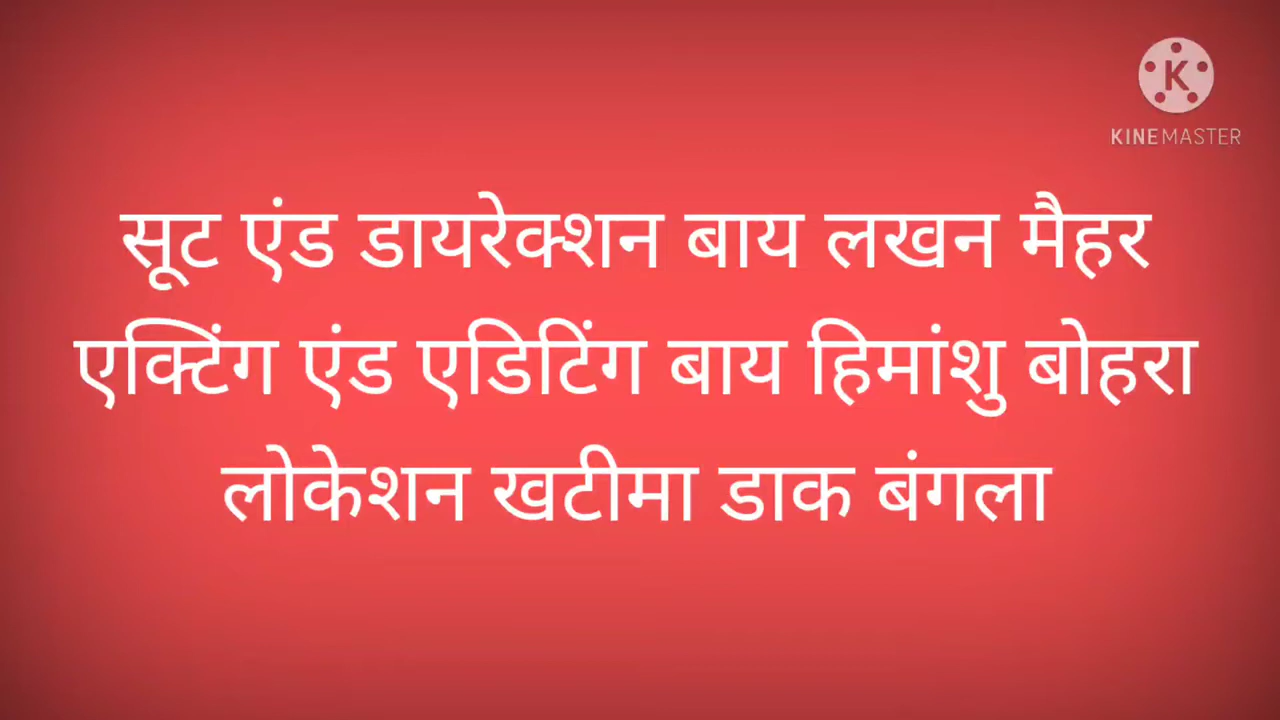 KINEMASTER
सूट एंड डायरेक्शन बाय लखन मैहर
एक्टिंग एंड एडिटिंग बाय हिमांशु बोहरा
लोकेशन खटीमा डाक बंगला